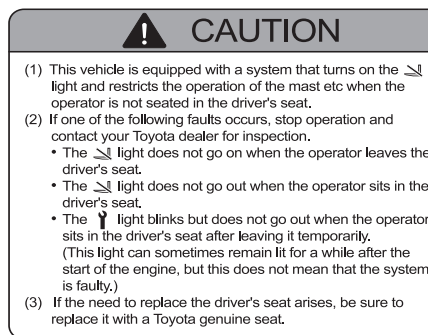 CAUTION
(1) This vehicle is equipped with a system that turns on the
light and restricts the operation of the mast etc when the
operator is not seated in the driver's seat.
(2) If one of the following faults occurs, stop operation and
contact your Toyota dealer for inspection.
• The light does not go on when the operator leaves the
driver's seat.
• The light does not go out when the operator sits in the
driver's seat.
• The light blinks but does not go out when the operator
sits in the driver's seat after leaving it temporarily.
(This light can sometimes remain lit for a while after the
start of the engine, but this does not mean that the system
is faulty.)
(3) If the need to replace the driver's seat arises, be sure to
replace it with a Toyota genuine seat.